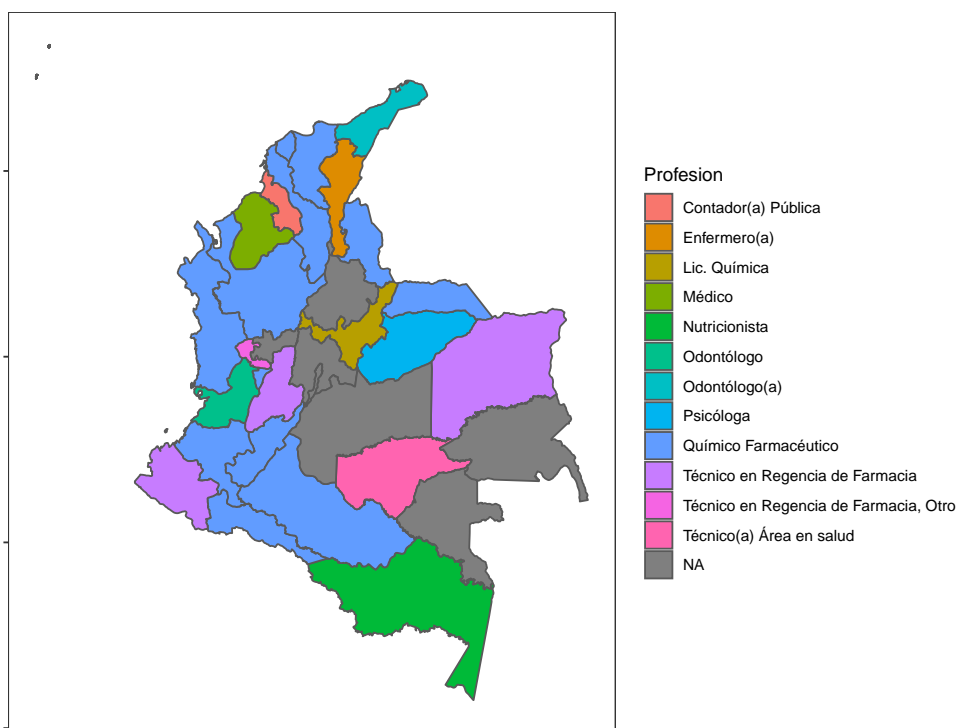 Profesion
Contador(a) Pública
Enfermero(a)
Lic. Química
Médico
Nutricionista
Odontólogo
Odontólogo(a)
Psicóloga
Químico Farmacéutico
Técnico en Regencia de Farmacia
Técnico en Regencia de Farmacia, Otro
Técnico(a) Área en salud
NA